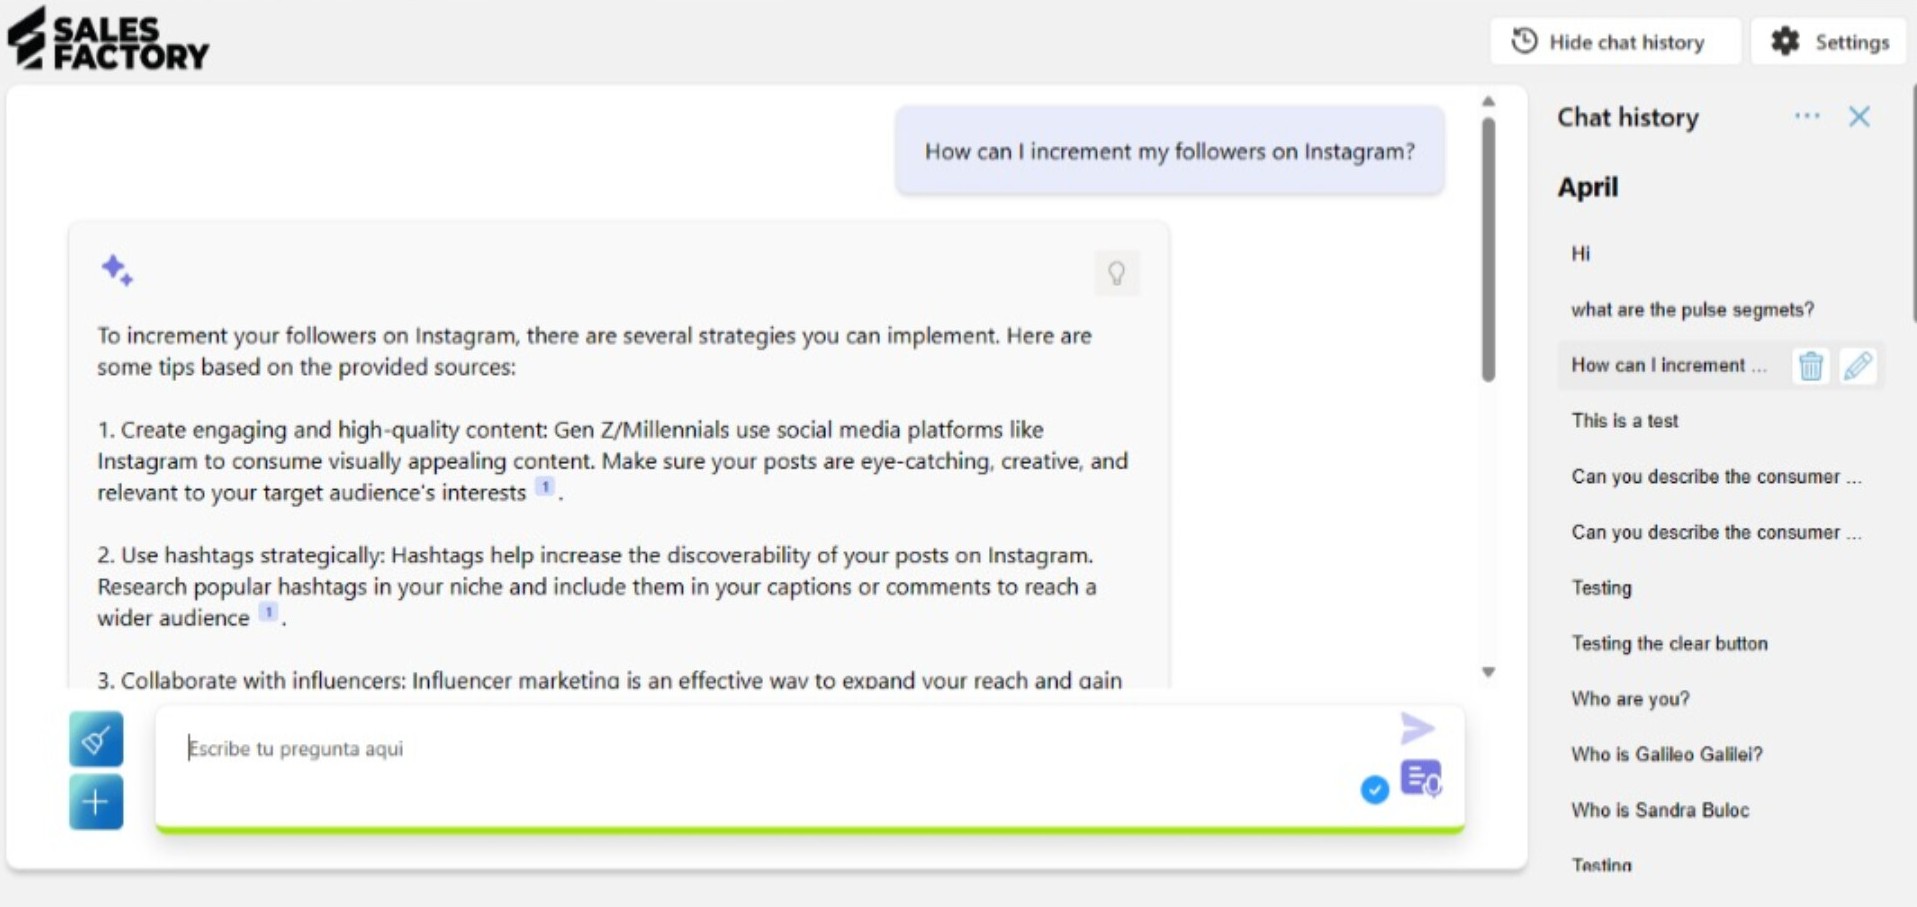 SALES
FACTORY
Hide chat history
Settings
How can I increment my followers on Instagram?
To increment your followers on Instagram, there are several strategies you can implement. Here are
some tips based on the provided sources:
1. Create engaging and high-quality content: Gen Z/Millennials use social media platforms like
Instagram to consume visually appealing content. Make sure your posts are eye-catching, creative, and
relevant to your target audience's interests 1 .
2. Use hashtags strategically: Hashtags help increase the discoverability of your posts on Instagram.
Research popular hashtags in your niche and include them in your captions or comments to reach a
wider audience 1 .
3. Collaborate with influencers: Influencer marketing is an effective way to expand your reach and gain
Escribe tu pregunta aqui
Chat history
April
Hi
what are the pulse segmets?
How can I increment ...
This is a test
Can you describe the consumer ...
Can you describe the consumer ...
Testing
Testing the clear button
Who are you?
Who is Galileo Galilei?
Who is Sandra Buloc
Testing